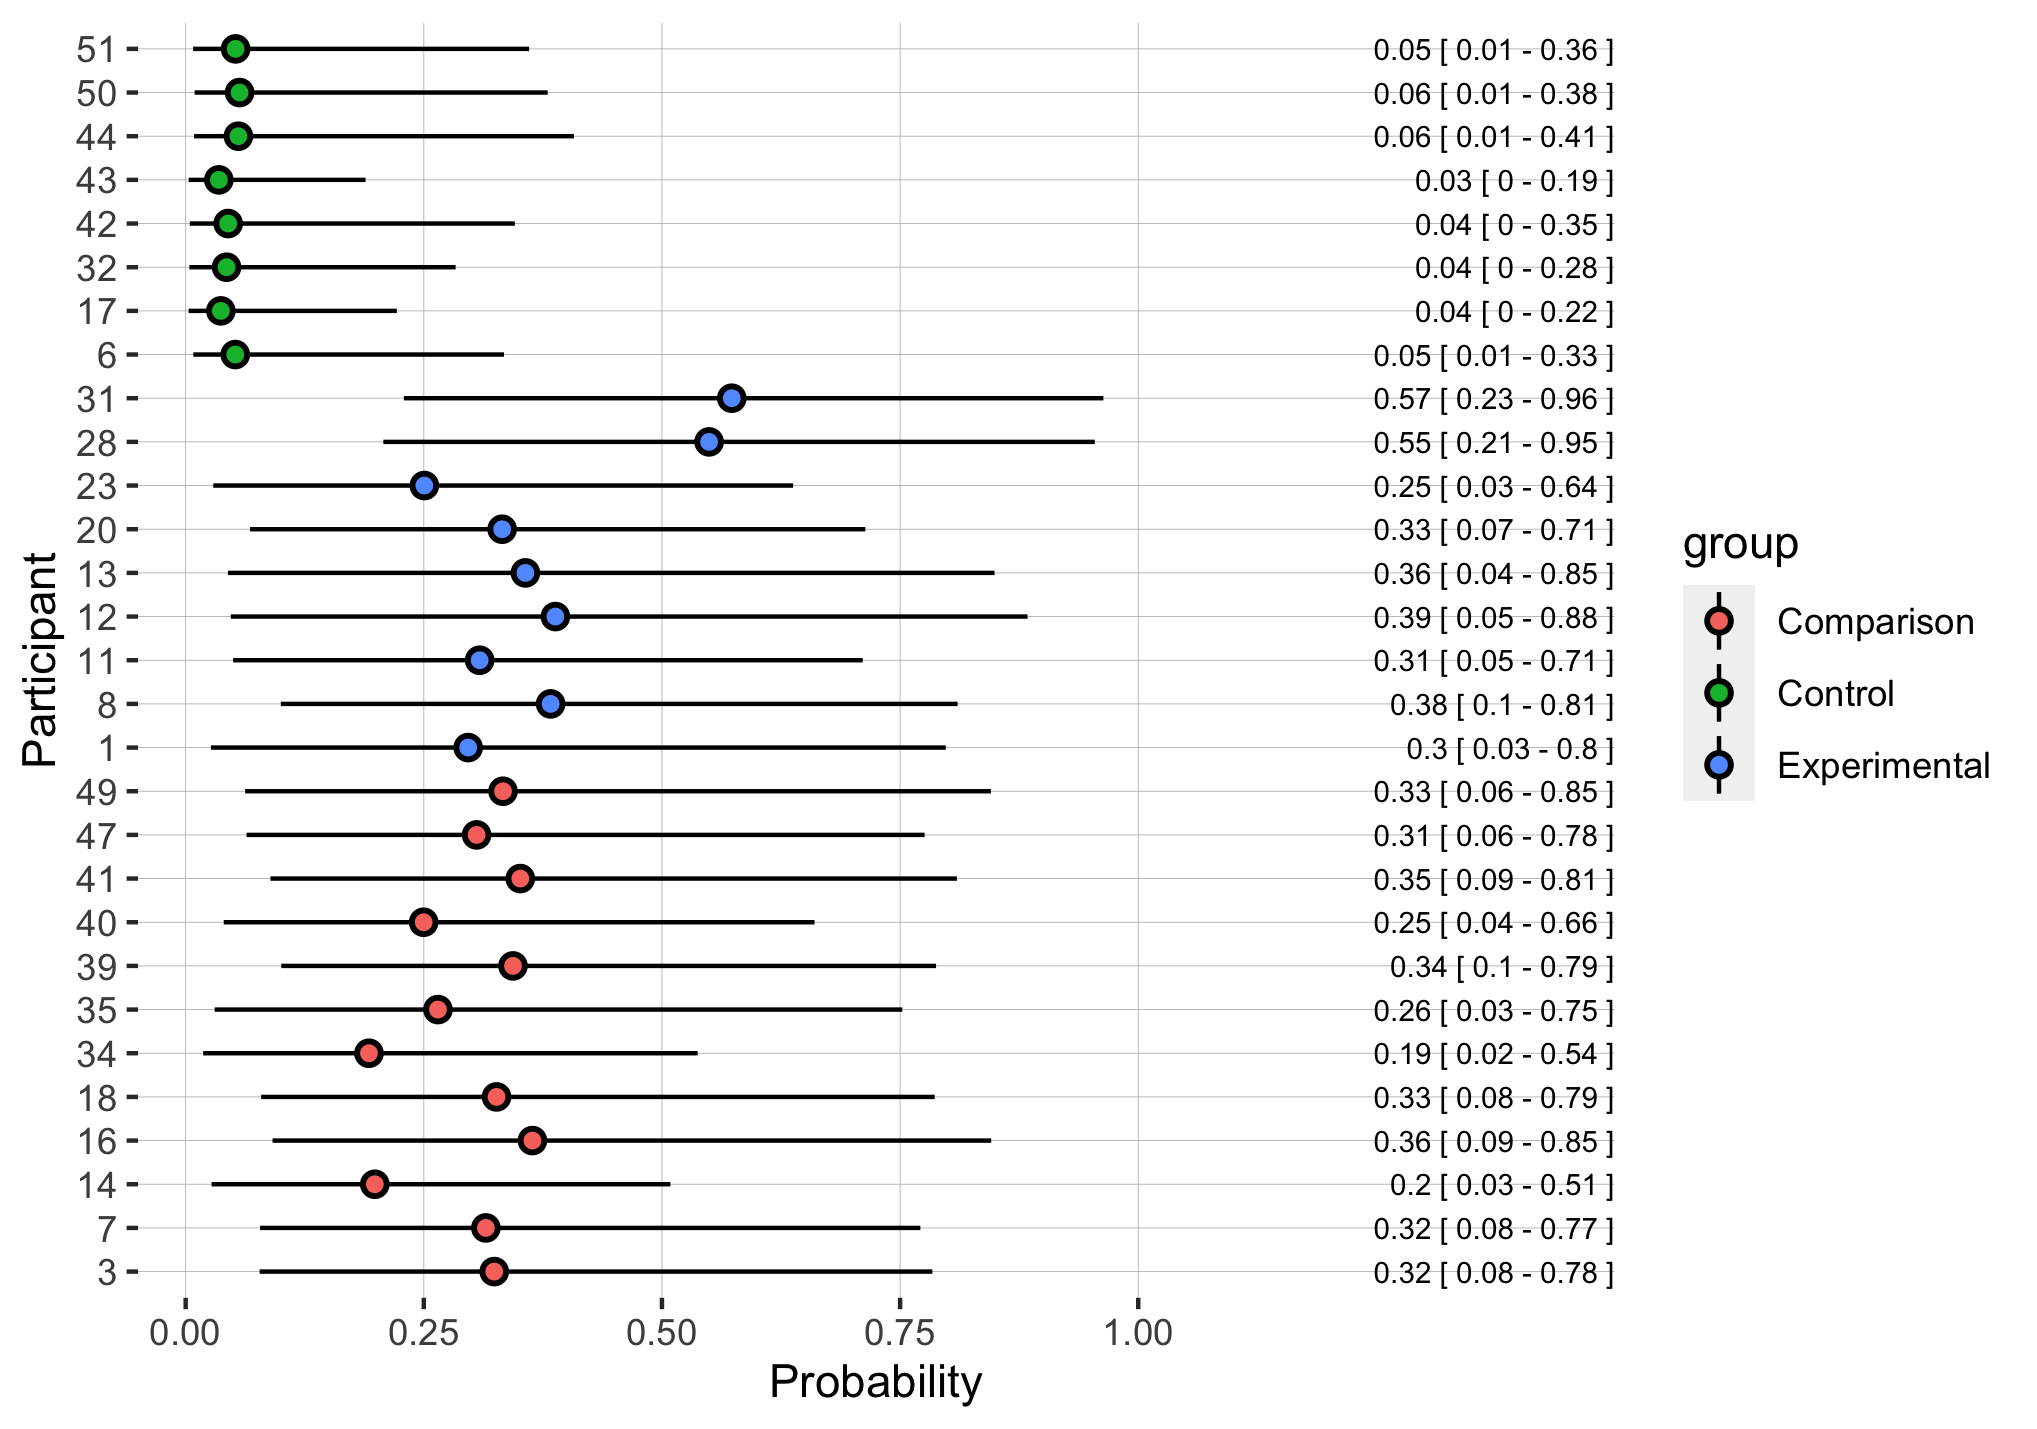 51 0.05 [ 0.01 - 0.36 ]
50 0.06 [ 0.01 - 0.38 ]
44 0.06 [ 0.01 - 0.41 ]
43 0.03 [ 0 - 0.19 ]
42 0.04 [ 0 - 0.35 ]
32 0.04 [ 0 - 0.28 ]
17 0.04 [ 0 - 0.22 ]
6 0.05 [ 0.01 - 0.33 ]
31 0.57 [ 0.23 - 0.96 ]
28 0.55 [ 0.21 - 0.95 ]
23 0.25 [ 0.03 - 0.64 ]
20 0.33 [ 0.07 - 0.71 ]
13 0.36 [ 0.04 - 0.85 ]
12 0.39 [ 0.05 - 0.88 ]
11 0.31 [ 0.05 - 0.71 ]
8 0.38 [ 0.1 - 0.81 ]
1 0.3 [ 0.03 - 0.8 ]
49 0.33 [ 0.06 - 0.85 ]
47 0.31 [ 0.06 - 0.78 ]
41 0.35 [ 0.09 - 0.81 ]
40 0.25 [ 0.04 - 0.66 ]
39 0.34 [ 0.1 - 0.79 ]
35 0.26 [ 0.03 - 0.75 ]
34 0.19 [ 0.02 - 0.54 ]
18 0.33 [ 0.08 - 0.79 ]
16 0.36 [ 0.09 - 0.85 ]
14 0.2 [ 0.03 - 0.51 ]
7 0.32 [ 0.08 - 0.77 ]
3 0.32 [ 0.08 - 0.78 ]
0.00 0.25 0.50 0.75 1.00
Probability
Participant
group
Comparison
Control
Experimental